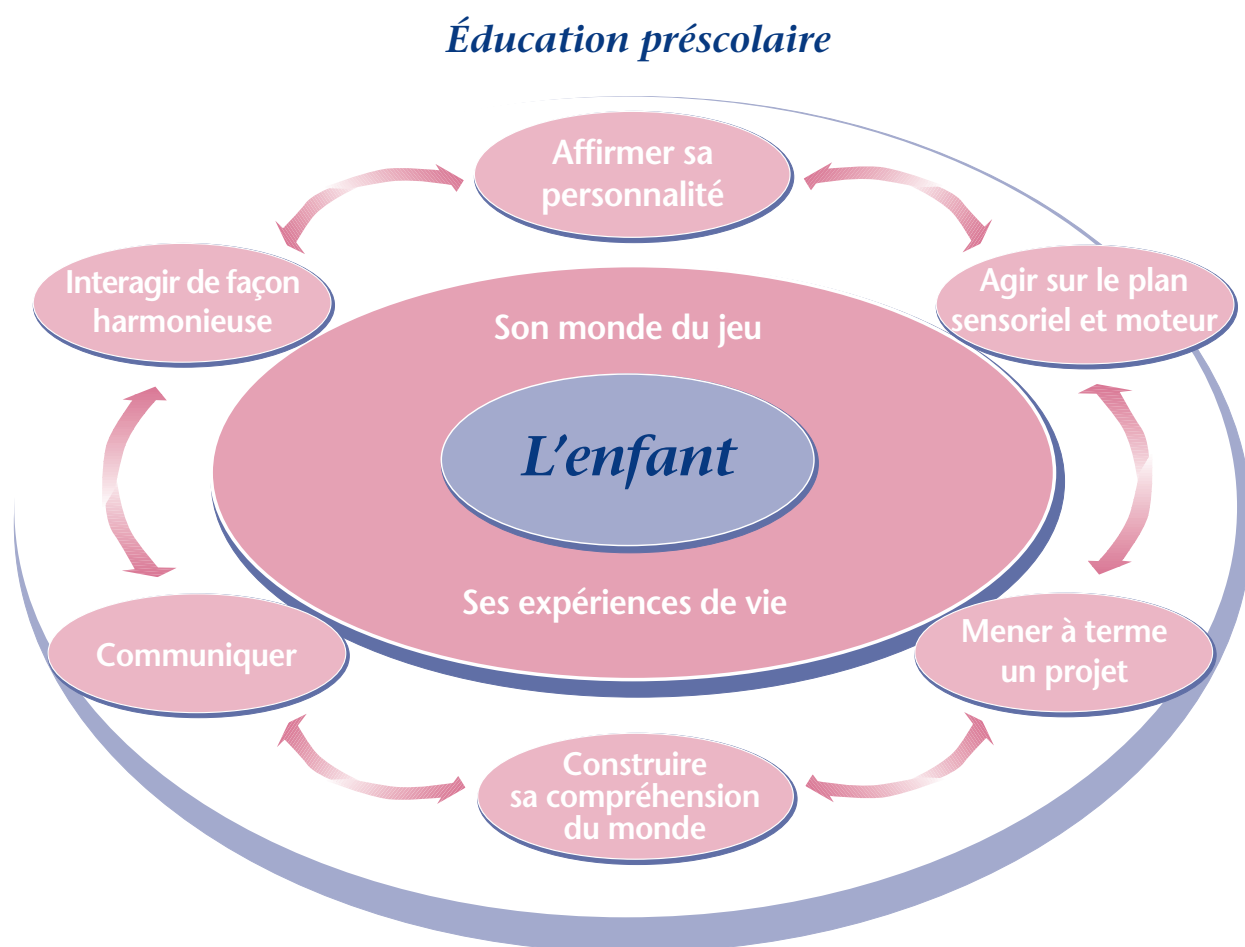 Éducation préscolaire
Affirmer sa
personnalité
Interagir de façon
harmonieuse
Agir sur le plan
sensoriel et moteur
Son monde du jeu
L'enfant
Ses expériences de vie
Communiquer
Mener à terme
un projet
Construire
sa compréhension
du monde